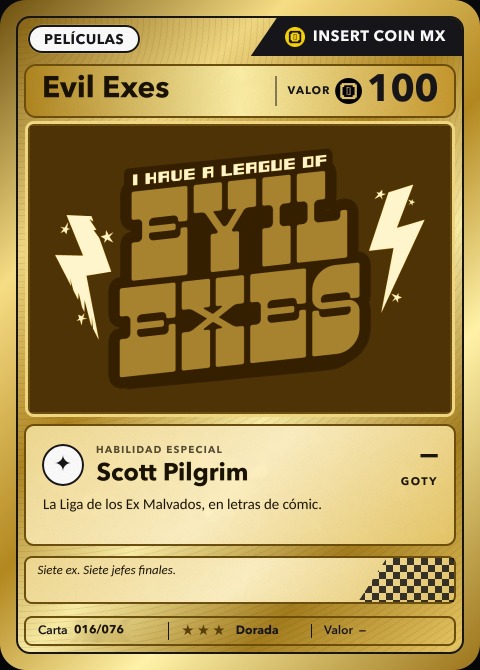 PELÍCULAS
INSERT COIN MX
Evil Exes
VALOR 100
I HAVE A LEAGUE OF
EVIL
EXES
HABILIDAD ESPECIAL
Scott Pilgrim
–
GOTY
La Liga de los Ex Malvados, en letras de cómic.
Siete ex. Siete jefes finales.
Carta 016/076 ★ ★ ★ Dorada Valor –